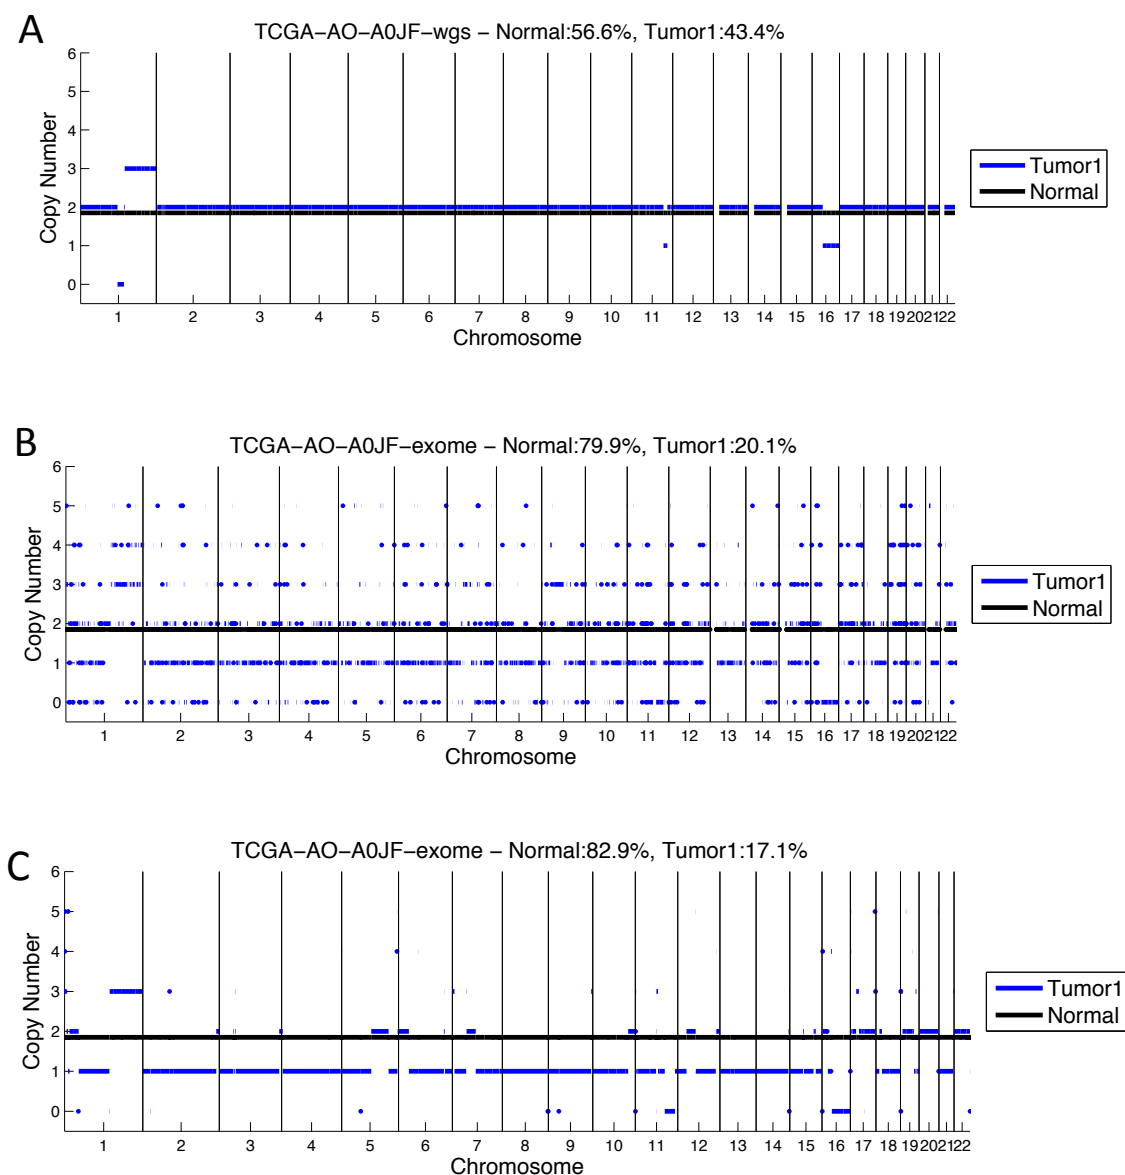 A
TCGA–AO–A0JF–wgs – Normal:56.6%, Tumor1:43.4%
6
5
4
3
2
1
0
Copy Number
1 2 3 4 5 6 7 8 9 10 11 12 13 14 15 16 17 18 19 20 21 22
Chromosome
Tumor1
Normal
B
TCGA–AO–A0JF–exome – Normal:79.9%, Tumor1:20.1%
6
5
4
3
2
1
0
Copy Number
1 2 3 4 5 6 7 8 9 10 11 12 13 14 15 16 17 18 19 20 21 22
Chromosome
Tumor1
Normal
C
TCGA–AO–A0JF–exome – Normal:82.9%, Tumor1:17.1%
6
5
4
3
2
1
0
Copy Number
1 2 3 4 5 6 7 8 9 10 11 12 13 14 15 16 17 18 19 20 21 22
Chromosome
Tumor1
Normal